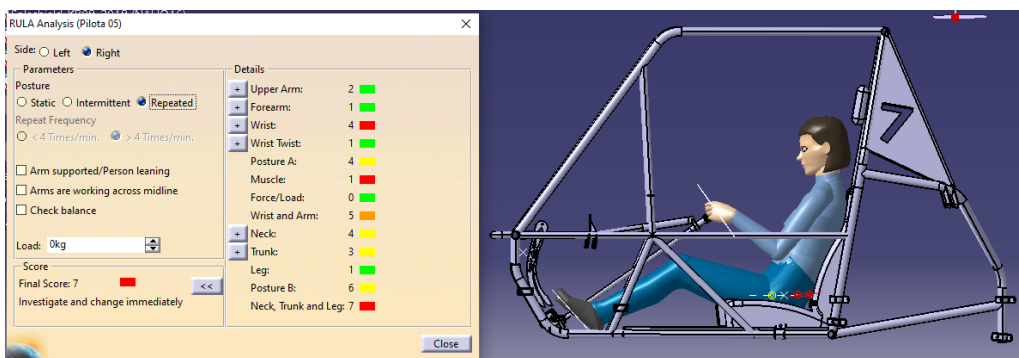 RULA Analysis (Pilota 05)
Side: Left Right
Parameters
Posture
Static Intermittent Repeated
Repeat Frequency
< 4 Times/min. > 4 Times/min.
Arm supported/Person leaning
Arms are working across midline
Check balance
Load: 0kg
Score
Final Score: 7
<<
Investigate and change immediately
Details
+ Upper Arm: 2
+ Forearm: 1
+ Wrist: 4
+ Wrist Twist: 1
Posture A: 4
Muscle: 1
Force/Load: 0
Wrist and Arm: 5
+ Neck: 4
+ Trunk: 3
Leg: 1
Posture B: 6
Neck, Trunk and Leg: 7
Close
7